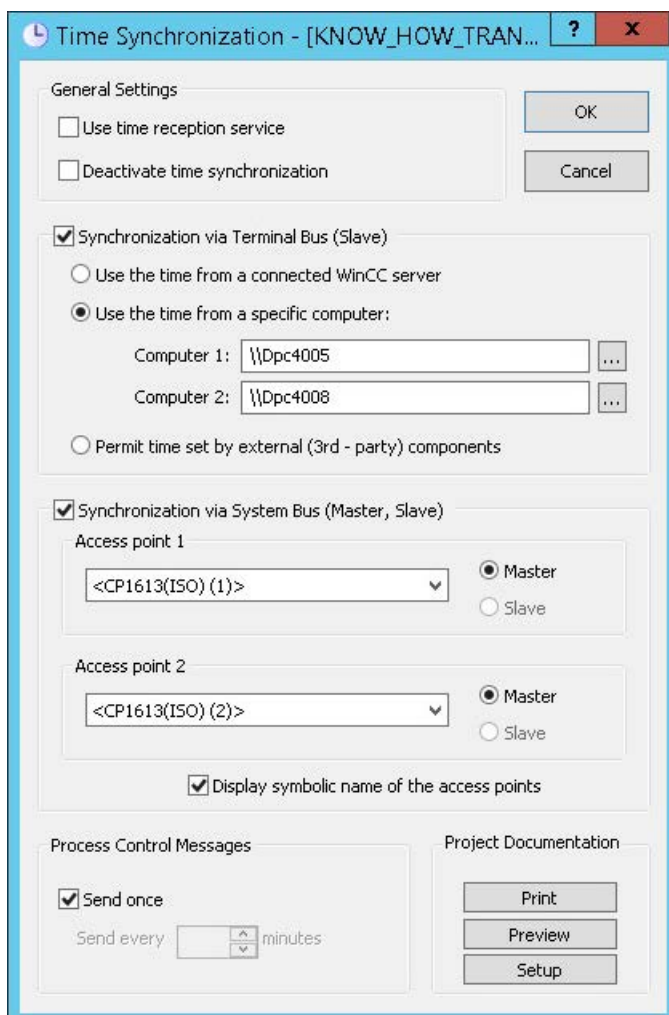 Time Synchronization - [KNOW_HOW_TRAN... ? x
General Settings
Use time reception service
OK
Deactivate time synchronization
Cancel
Synchronization via Terminal Bus (Slave)
Use the time from a connected WinCC server
Use the time from a specific computer:
Computer 1: \\Dpc4005 ...
Computer 2: \\Dpc4008 ...
Permit time set by external (3rd - party) components
Synchronization via System Bus (Master, Slave)
Access point 1
<CP1613(ISO) (1)>
Master
Slave
Access point 2
<CP1613(ISO) (2)>
Master
Slave
Display symbolic name of the access points
Process Control Messages
Send once
Send every minutes
Project Documentation
Print
Preview
Setup